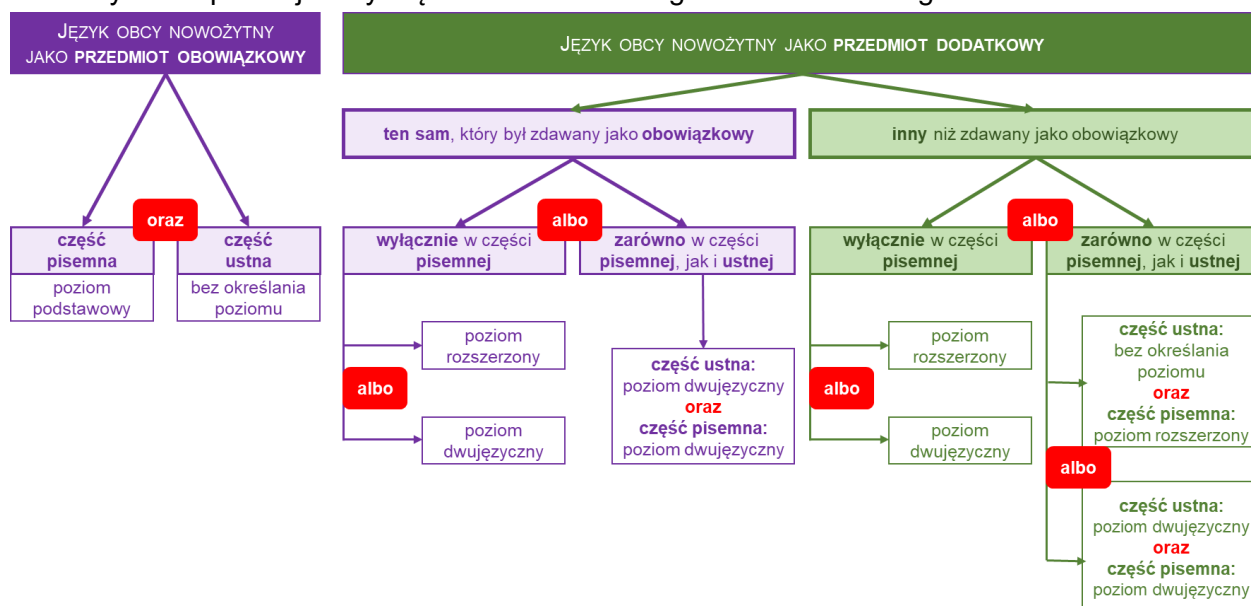 JĘZYK OBCY NOWOŻYTNY
JAKO PRZEDMIOT OBOWIĄZKOWY
JĘZYK OBCY NOWOŻYTNY JAKO PRZEDMIOT DODATKOWY
ten sam, który był zdawany jako obowiązkowy
inny niż zdawany jako obowiązkowy
oraz
albo
albo
część
pisemna
część
ustna
wyłącznie w części
pisemnej
zarówno w części
pisemnej, jak i ustnej
wyłącznie w części
pisemnej
zarówno w części
pisemnej, jak i ustnej
poziom
podstawowy
bez określania
poziomu
poziom
rozszerzony
albo
poziom
dwujęzyczny
część ustna:
poziom dwujęzyczny
oraz
część pisemna:
poziom dwujęzyczny
poziom
rozszerzony
albo
poziom
dwujęzyczny
część ustna:
bez określania
poziomu
oraz
część pisemna:
poziom rozszerzony
albo
część ustna:
poziom dwujęzyczny
oraz
część pisemna:
poziom dwujęzyczny